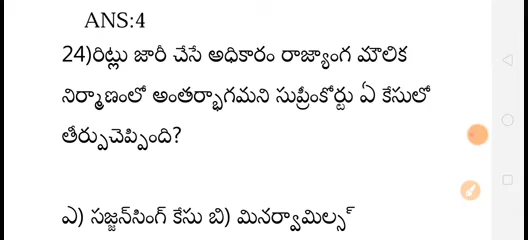 ANS:4
24)రిట్లు జారీ చేసే అధికారం రాజ్యాంగ మౌలిక
నిర్మాణంలో అంతర్భాగమని సుప్రీంకోర్టు ఏ కేసులో
తీర్పుచెప్పింది?
ఎ) సజ్జన్‌సింగ్ కేసు బి) మినర్వామిల్స్